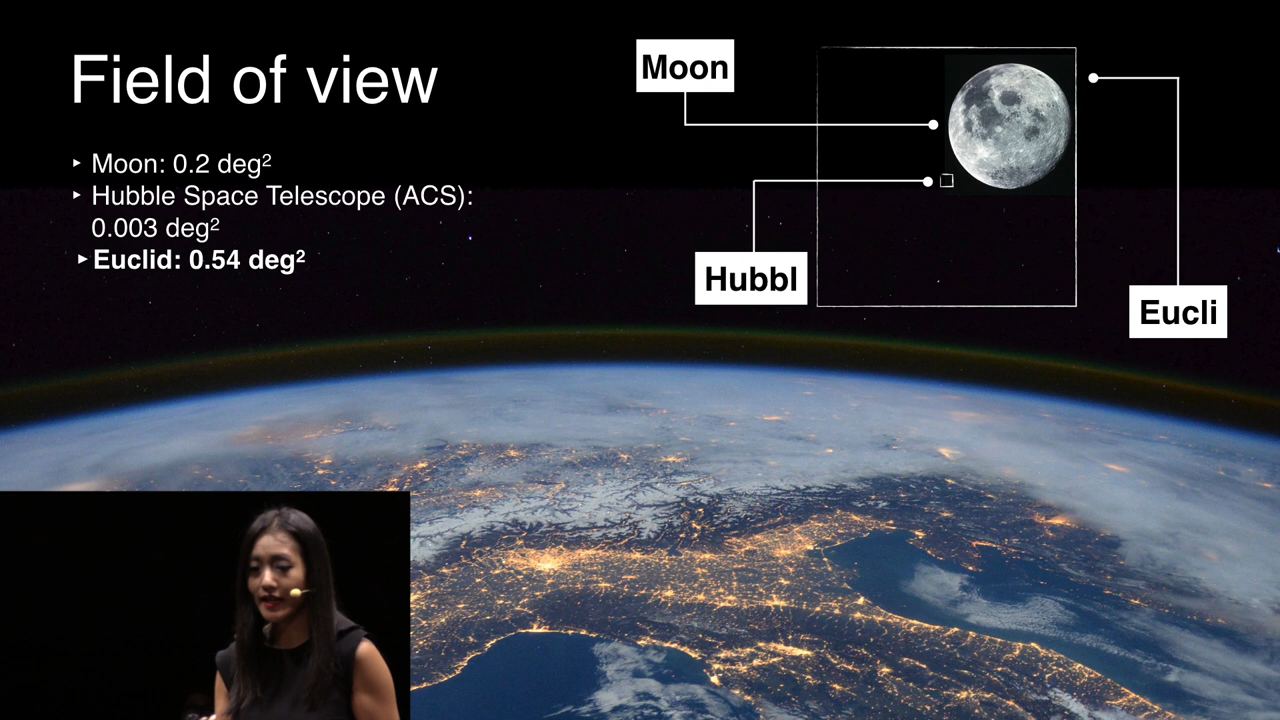 Field of view
‣ Moon: 0.2 deg²
‣ Hubble Space Telescope (ACS):
0.003 deg²
‣ Euclid: 0.54 deg²
Moon
Hubbl
Eucli